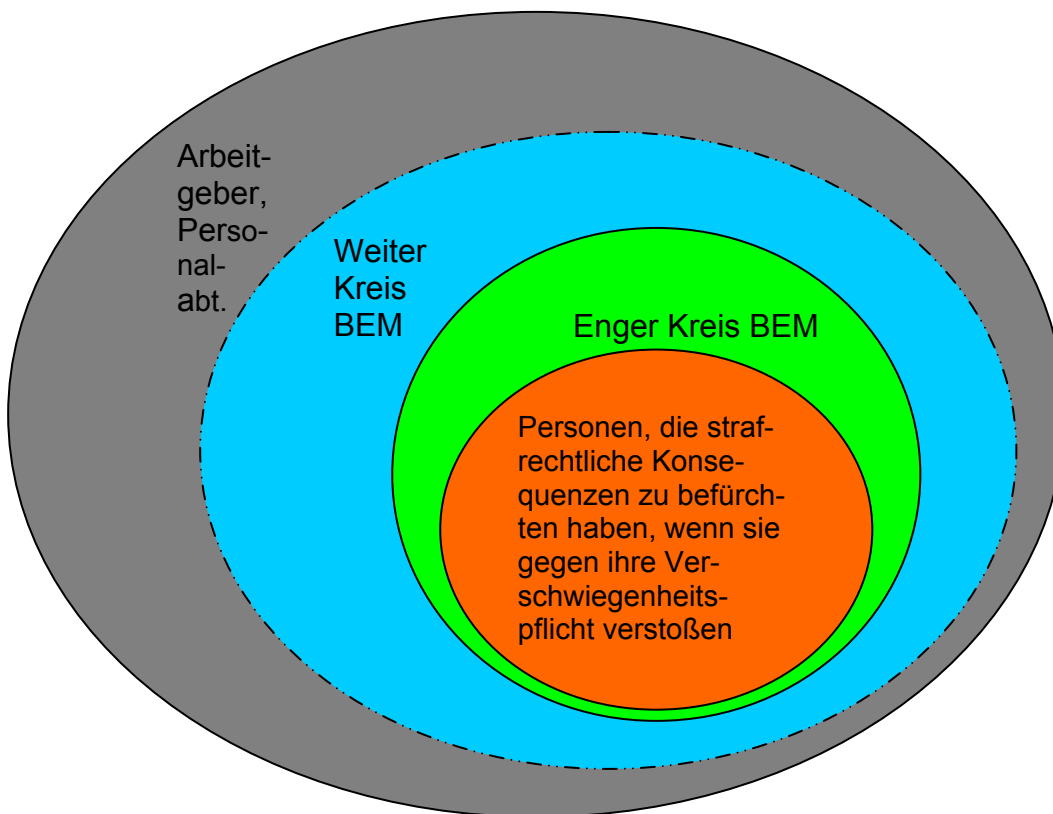 Arbeit-
geber,
Perso-
nal-
abt.
Weiter
Kreis
BEM
Enger Kreis BEM
Personen, die straf-
rechtliche Konse-
quenzen zu befürch-
ten haben, wenn sie
gegen ihre Ver-
schwiegenheits-
pflicht verstoßen